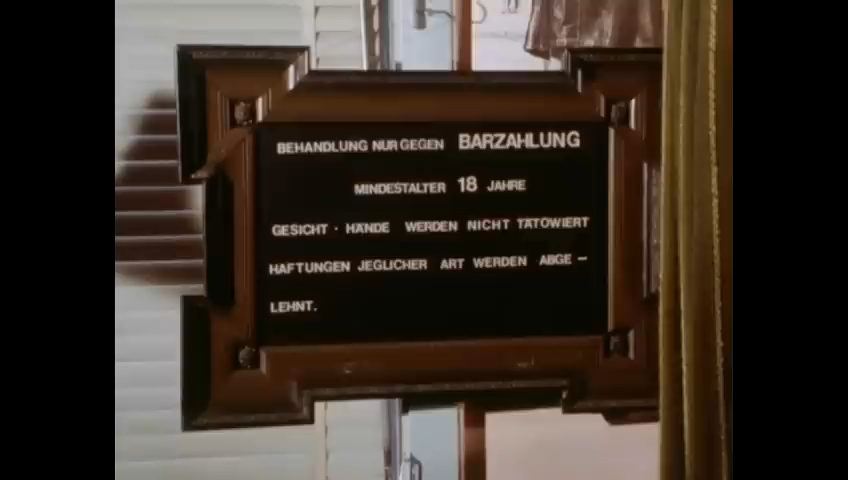 BEHANDLUNG NUR GEGEN BARZAHLUNG
MINDESTALTER 18 JAHRE
GESICHT · HÄNDE WERDEN NICHT TÄTOWIERT
HAFTUNGEN JEGLICHER ART WERDEN ABGE –
LEHNT.